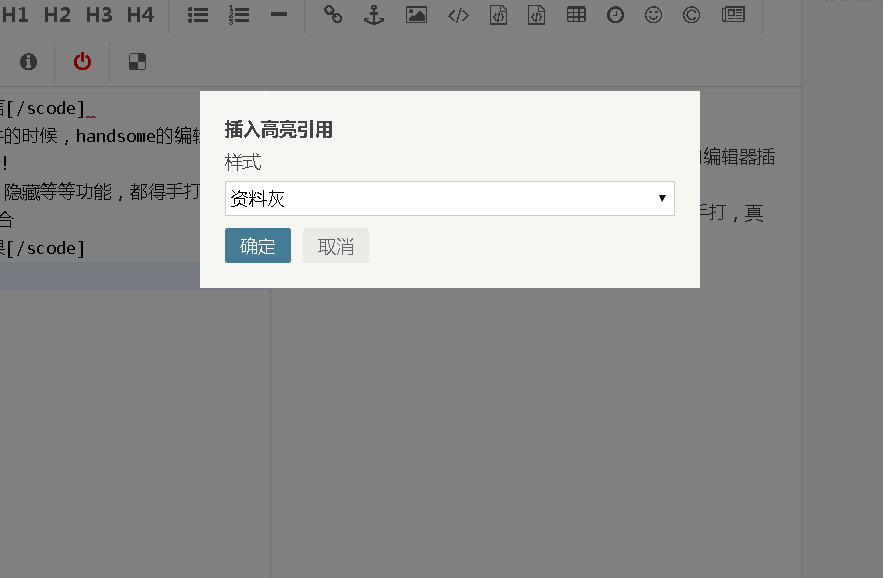 H1 H2 H3 H4
[/scode]
的时候，handsome的编辑
！
隐藏等等功能，都得手打
合
[/scode]
插入高亮引用
样式
资料灰
确定 取消
编辑器插
手打，真